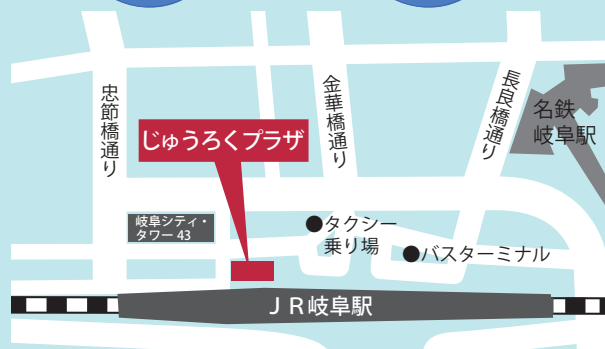 忠節橋通り
金華橋通り
長良橋通り
名鉄
岐阜駅
じゅうろくプラザ
岐阜シティ・
タワー 43
●タクシー
乗り場
●バスターミナル
ＪＲ岐阜駅